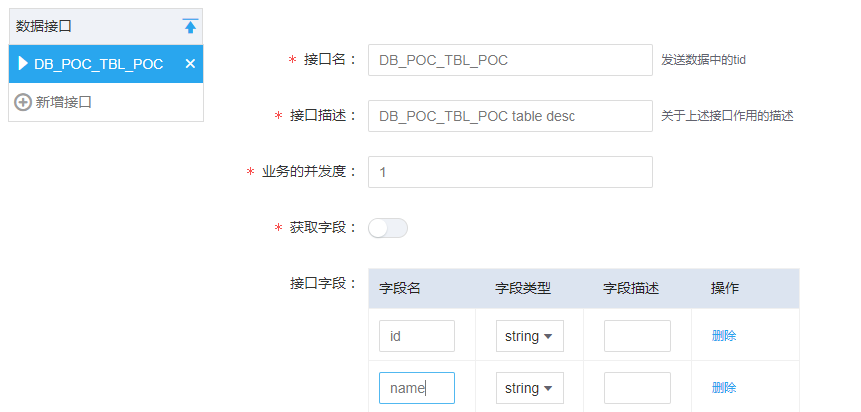 数据接口
DB_POC_TBL_POC ×
新增接口
* 接口名： DB_POC_TBL_POC 发送数据中的tid
* 接口描述： DB_POC_TBL_POC table desc 关于上述接口作用的描述
* 业务的并发度： 1
* 获取字段：
接口字段： 字段名 字段类型 字段描述 操作
id string 删除
name string 删除